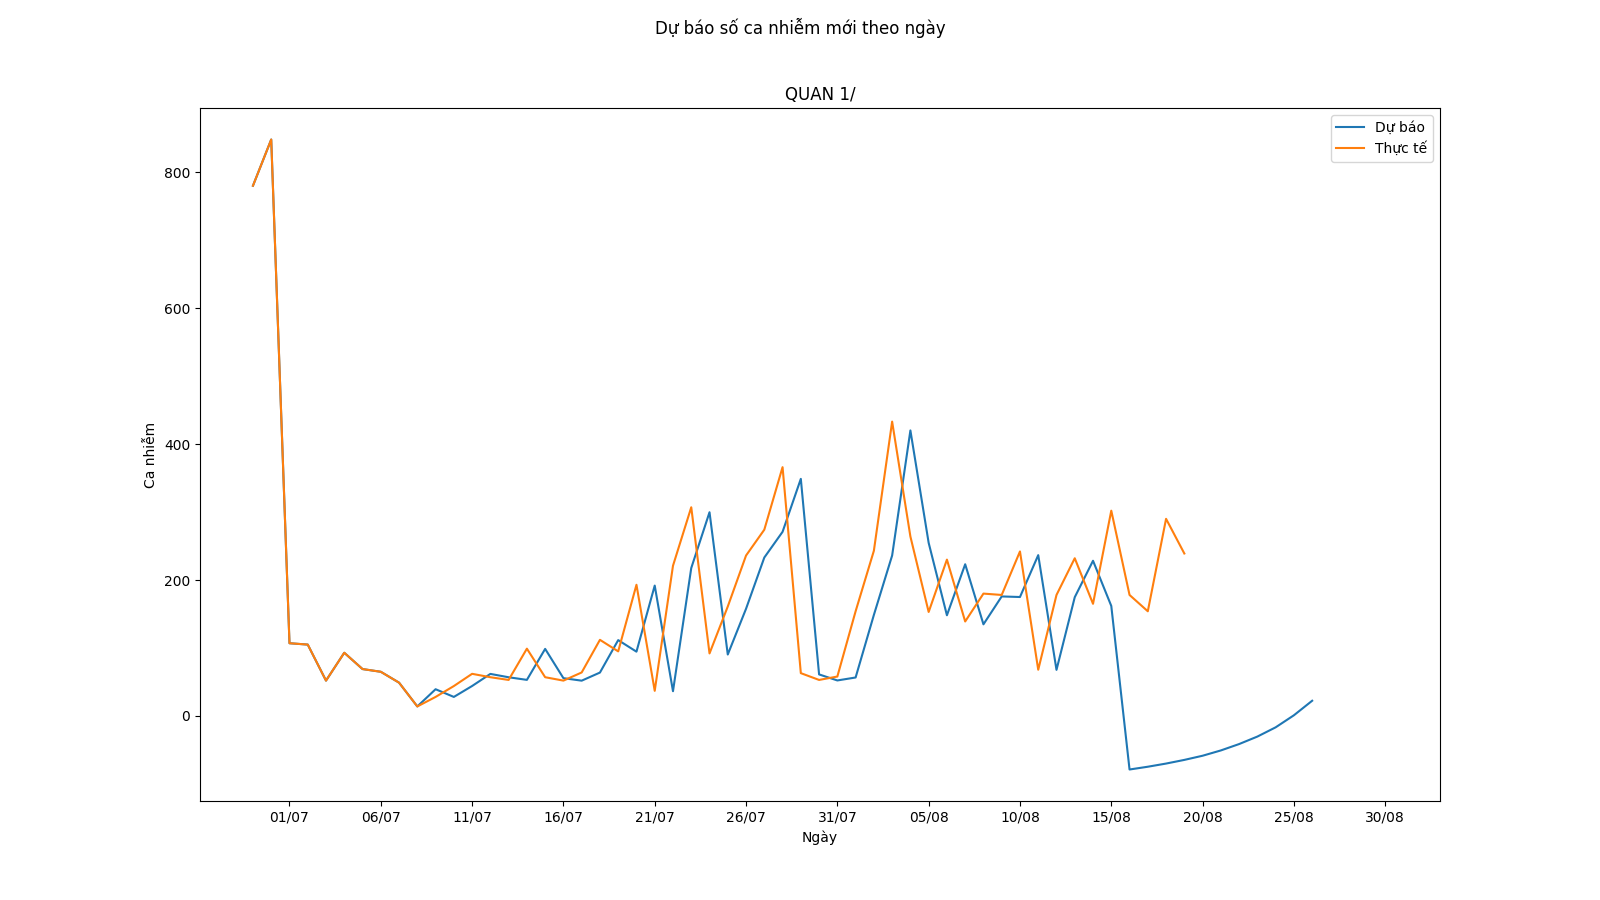 Dự báo số ca nhiễm mới theo ngày
QUAN 1/
Dự báo
Thực tế
800
600
400
200
0
Ca nhiễm
01/07 06/07 11/07 16/07 21/07 26/07 31/07 05/08 10/08 15/08 20/08 25/08 30/08
Ngày